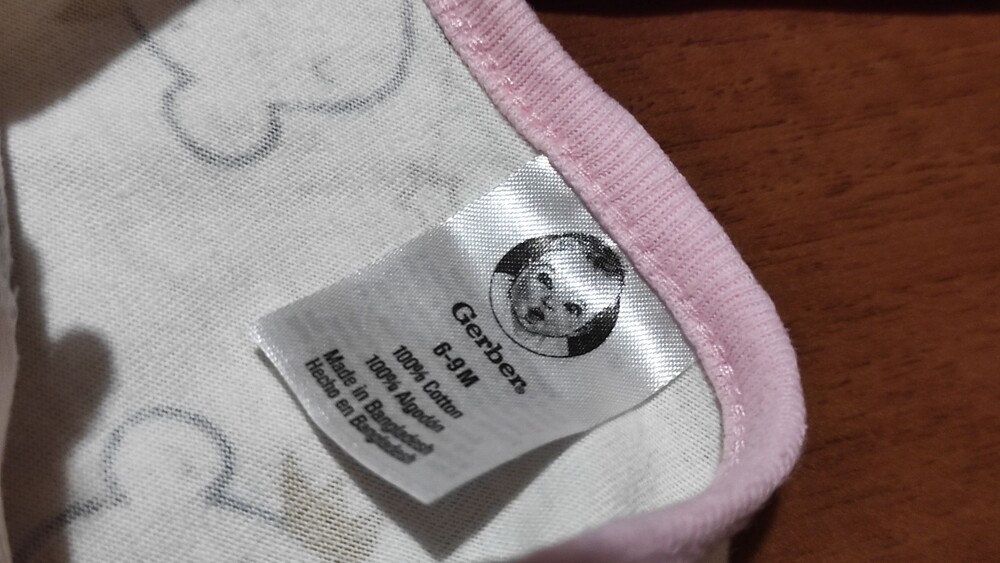 Gerber®
6-9 M
100% Cotton
100% Algodón
Made in Bangladesh
Hecho en Bangladesh